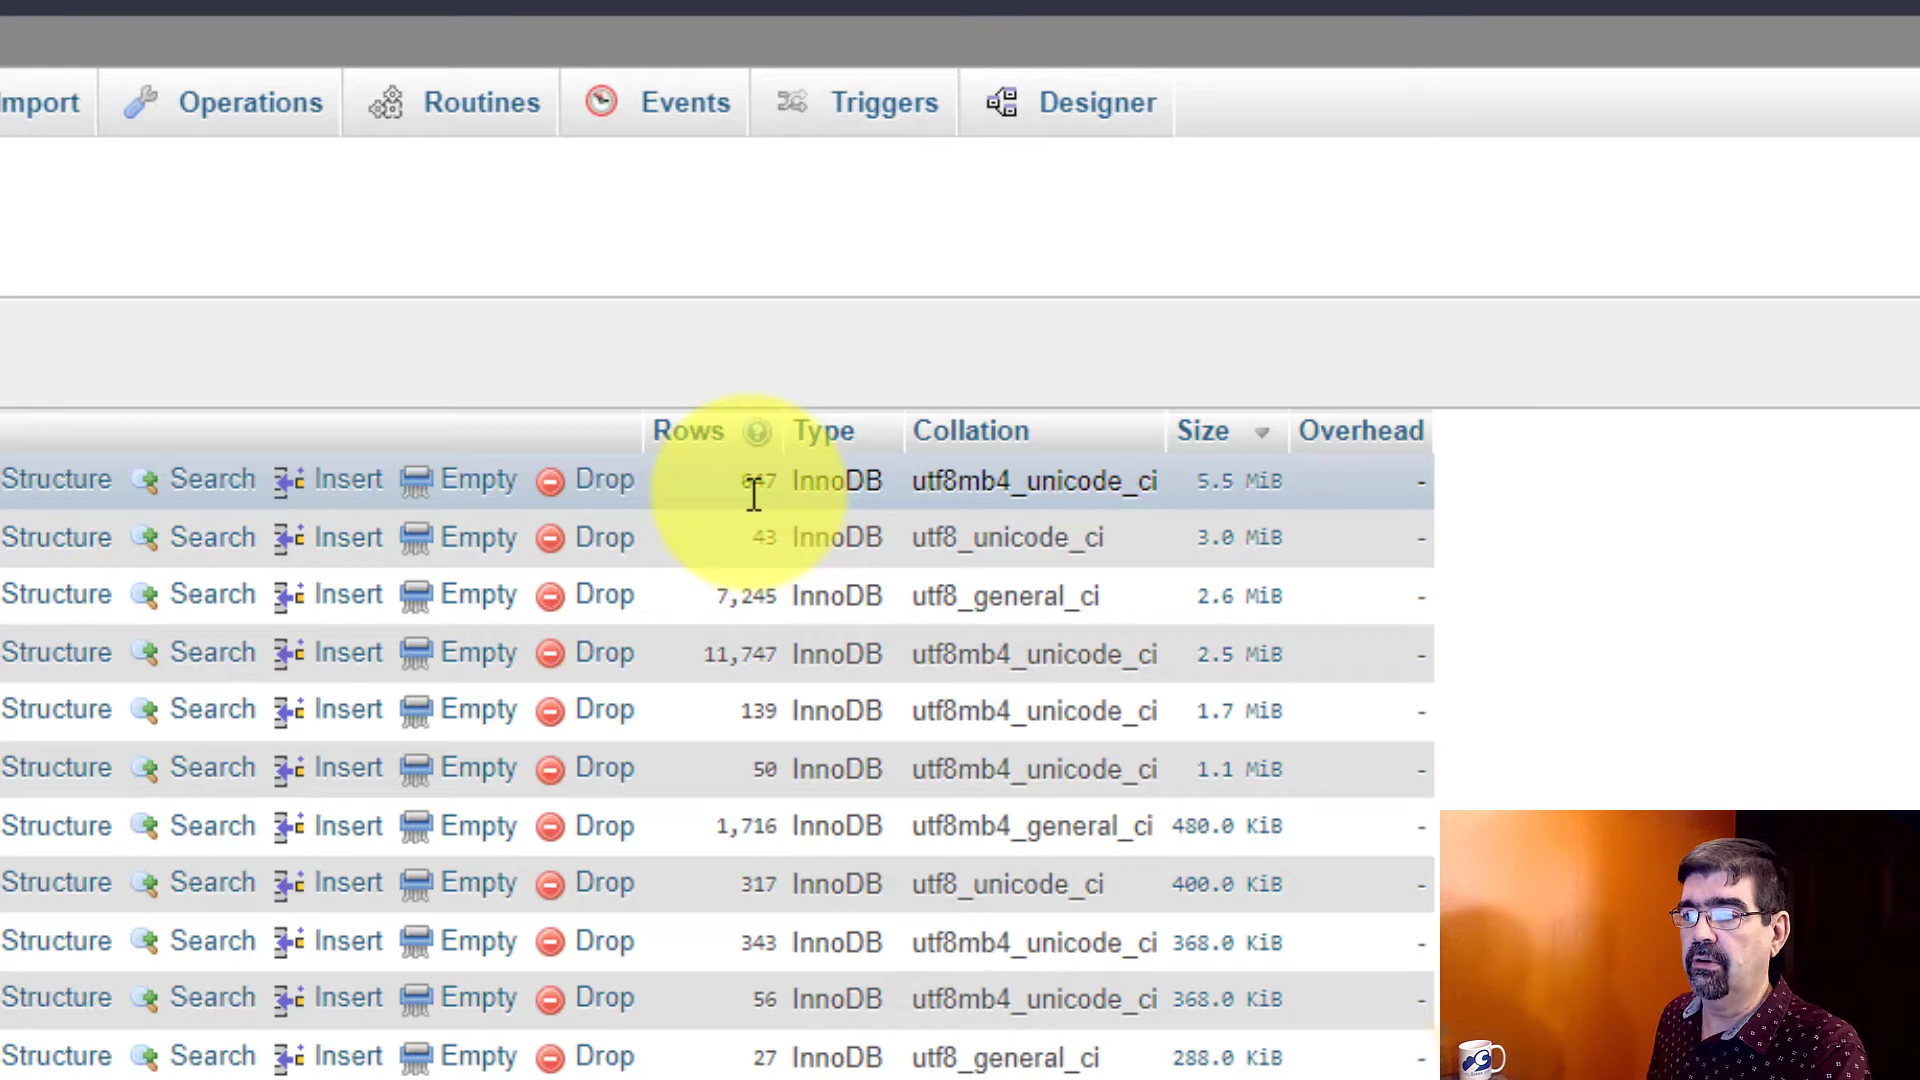 Import Operations Routines Events Triggers Designer
Rows Type Collation Size Overhead
Structure Search Insert Empty Drop 647 InnoDB utf8mb4_unicode_ci 5.5 MiB -
Structure Search Insert Empty Drop 43 InnoDB utf8_unicode_ci 3.0 MiB -
Structure Search Insert Empty Drop 7,245 InnoDB utf8_general_ci 2.6 MiB -
Structure Search Insert Empty Drop 11,747 InnoDB utf8mb4_unicode_ci 2.5 MiB -
Structure Search Insert Empty Drop 139 InnoDB utf8mb4_unicode_ci 1.7 MiB -
Structure Search Insert Empty Drop 50 InnoDB utf8mb4_unicode_ci 1.1 MiB -
Structure Search Insert Empty Drop 1,716 InnoDB utf8mb4_general_ci 480.0 KiB -
Structure Search Insert Empty Drop 317 InnoDB utf8_unicode_ci 400.0 KiB -
Structure Search Insert Empty Drop 343 InnoDB utf8mb4_unicode_ci 368.0 KiB -
Structure Search Insert Empty Drop 56 InnoDB utf8mb4_unicode_ci 368.0 KiB -
Structure Search Insert Empty Drop 27 InnoDB utf8_general_ci 288.0 KiB -